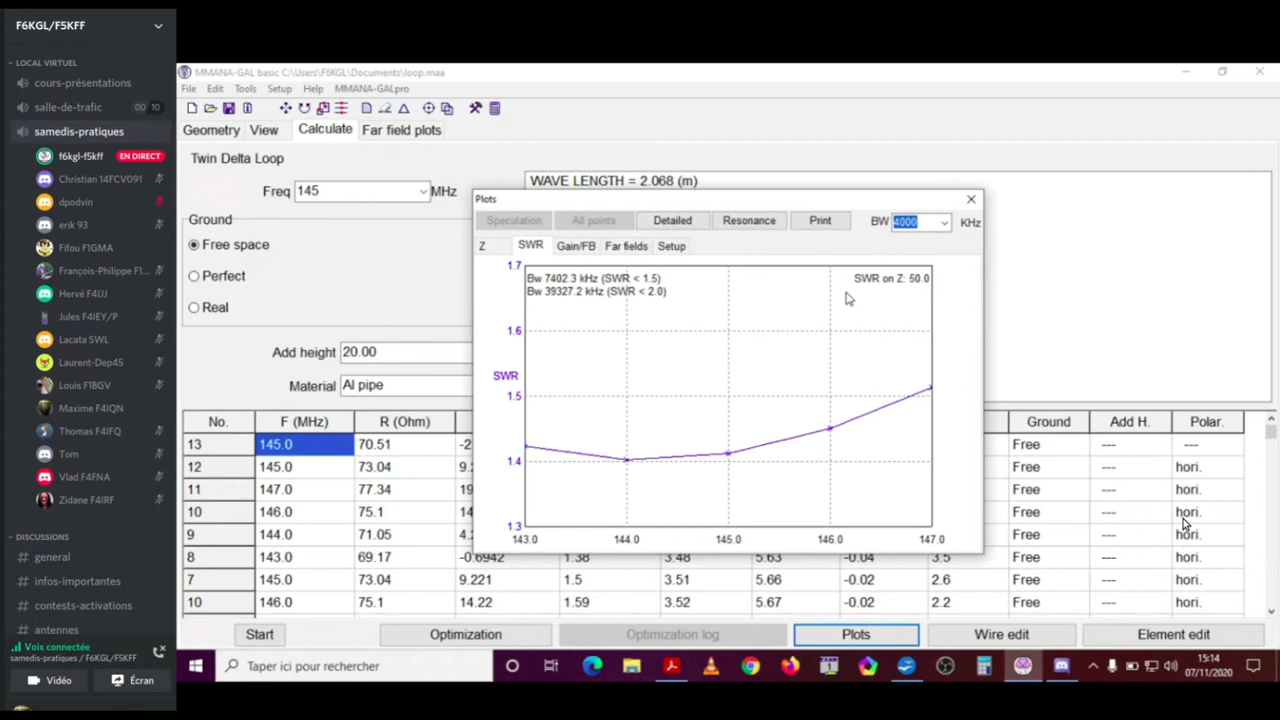 F6KGL/F5KFF
LOCAL VIRTUEL
cours-présentations
salle-de-trafic 00 10
samedis-pratiques
f6kgl-f5kff EN DIRECT
Christian 14FCV091
dpodvin
erik 93
Fifou F1GMA
François-Philippe F1...
Hervé F4IJJ
Jules F4IEY/P
Lacata SWL
Laurent-Dep45
Louis F1BGV
Maxime F4IQN
Thomas F4IFQ
Tom
Vlad F4FNA
Zidane F4IRF
DISCUSSIONS
# general
# infos-importantes
# contests-activations
# antennes
Voix connectée
samedis-pratiques / F6KGL/F5KFF
Vidéo Écran
MMANA-GAL basic C:\Users\F6KGL\Documents\loop.maa
File Edit Tools Setup Help MMANA-GALpro
Geometry View Calculate Far field plots
Twin Delta Loop
Freq 145 MHz
WAVE LENGTH = 2.068 (m)
Ground
Free space
Perfect
Real
Add height 20.00
Material Al pipe
Plots
Speculation All points Detailed Resonance Print BW 4000 KHz
Z SWR Gain/FB Far fields Setup
Bw 7402.3 kHz (SWR < 1.5)
Bw 39327.2 kHz (SWR < 2.0)
SWR on Z: 50.0
1.7
1.6
SWR
1.5
1.4
1.3
143.0 144.0 145.0 146.0 147.0
No. F (MHz) R (Ohm) Ground Add H. Polar.
13 145.0 70.51 -2 Free --- ---
12 145.0 73.04 9. Free --- hori.
11 147.0 77.34 19 Free --- hori.
10 146.0 75.1 14 Free --- hori.
9 144.0 71.05 4. Free --- hori.
8 143.0 69.17 -0.6942 1.38 3.48 5.63 -0.04 3.5 Free --- hori.
7 145.0 73.04 9.221 1.5 3.51 5.66 -0.02 2.6 Free --- hori.
10 146.0 75.1 14.22 1.59 3.52 5.67 -0.02 2.2 Free --- hori.
Start Optimization Optimization log Plots Wire edit Element edit
Taper ici pour rechercher
15:14
07/11/2020